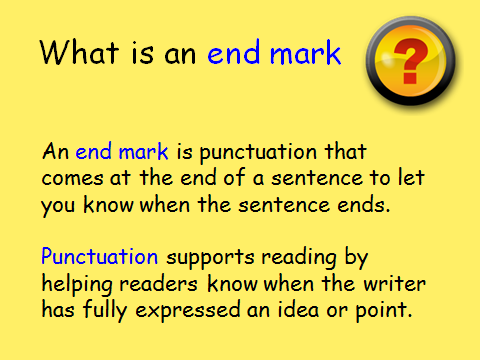 What is an end mark
?
An end mark is punctuation that
comes at the end of a sentence to let
you know when the sentence ends.
Punctuation supports reading by
helping readers know when the writer
has fully expressed an idea or point.